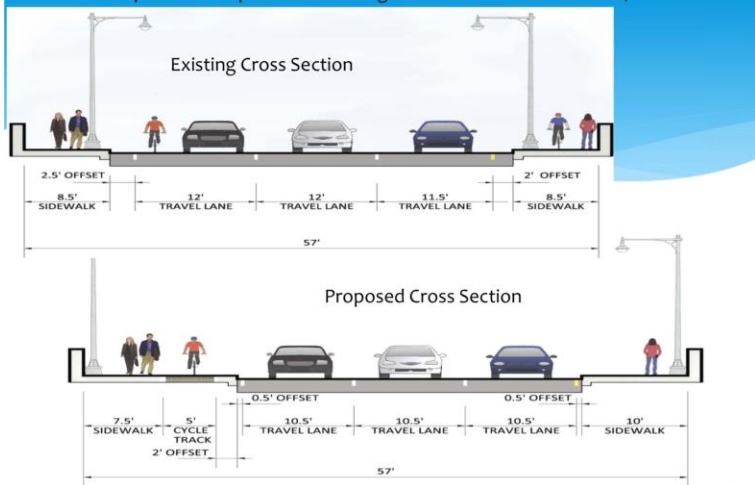 Existing Cross Section
2.5' OFFSET
2' OFFSET
8.5'
SIDEWALK
12'
TRAVEL LANE
12'
TRAVEL LANE
11.5'
TRAVEL LANE
8.5'
SIDEWALK
57'
Proposed Cross Section
0.5' OFFSET
0.5' OFFSET
7.5'
SIDEWALK
5'
CYCLE
TRACK
10.5'
TRAVEL LANE
10.5'
TRAVEL LANE
10.5'
TRAVEL LANE
10'
SIDEWALK
2' OFFSET
57'